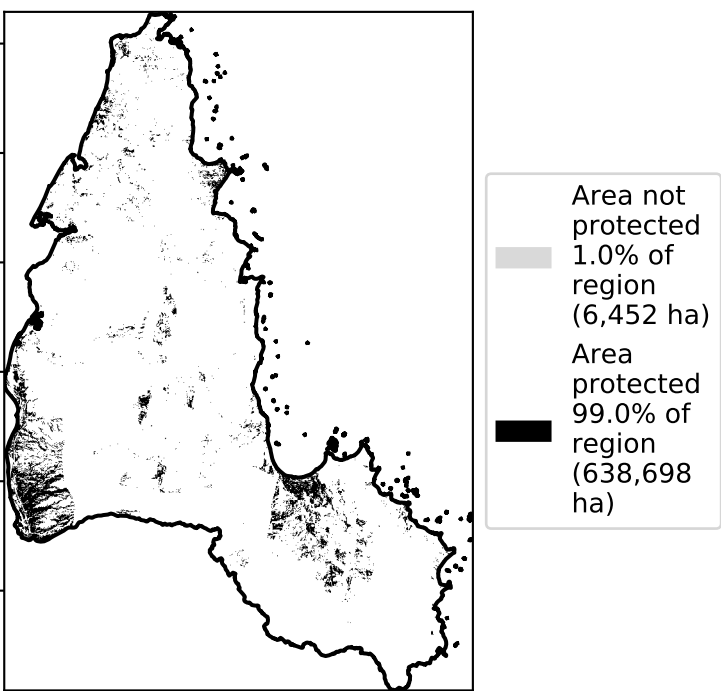 Area not
protected
1.0% of
region
(6,452 ha)
Area
protected
99.0% of
region
(638,698
ha)